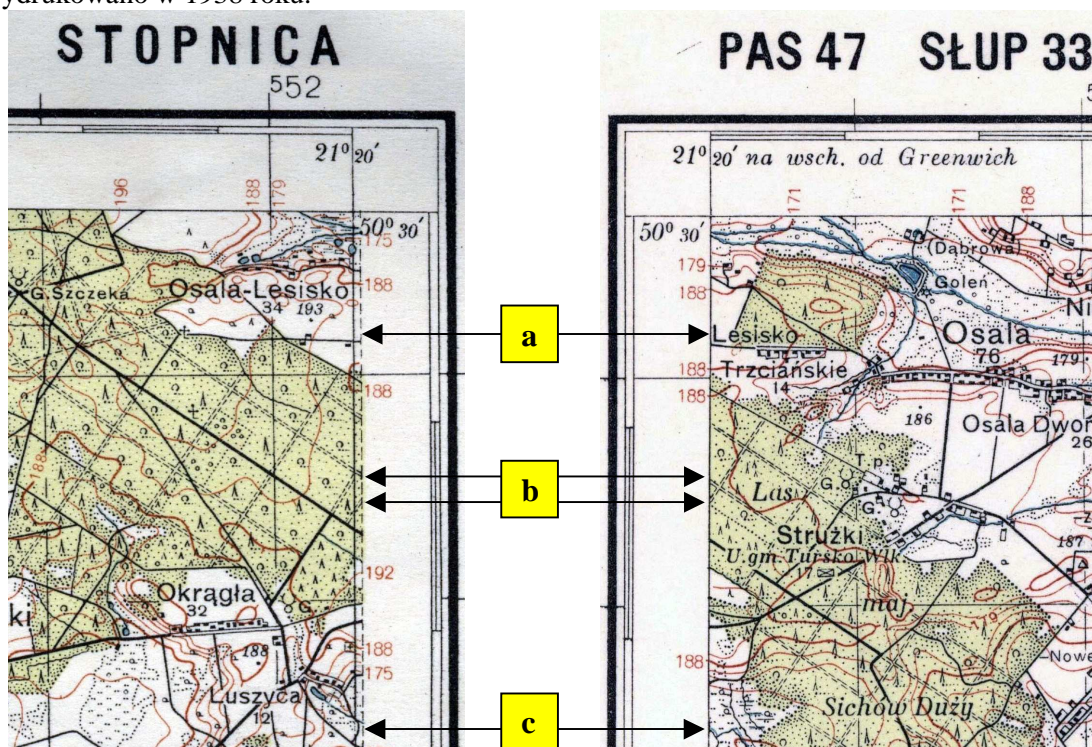 ydrukowano w 1938 roku.
STOPNICA
552
21° 20'
196
188
179
50° 30'
175
188
G. Szczeka
Osala-Lesisko
34
193
188
188
192
Okrągła
32
G.
ki
188
188
175
Luszyca
12
a
b
c
PAS 47 SŁUP 33
5
21° 20' na wsch. od Greenwich
171
171
188
50° 30'
179
188
(Dąbrowa)
Goleń
Ni
Lesisko
Osala
76
179
188
Trzciańskie
14
188
186
Osala Dwor
26
T.p.
G.
Las
G.
Strużki
U. gm. Tursko Wlk.
17
187
maj.
188
Nowe
Sichów Duży